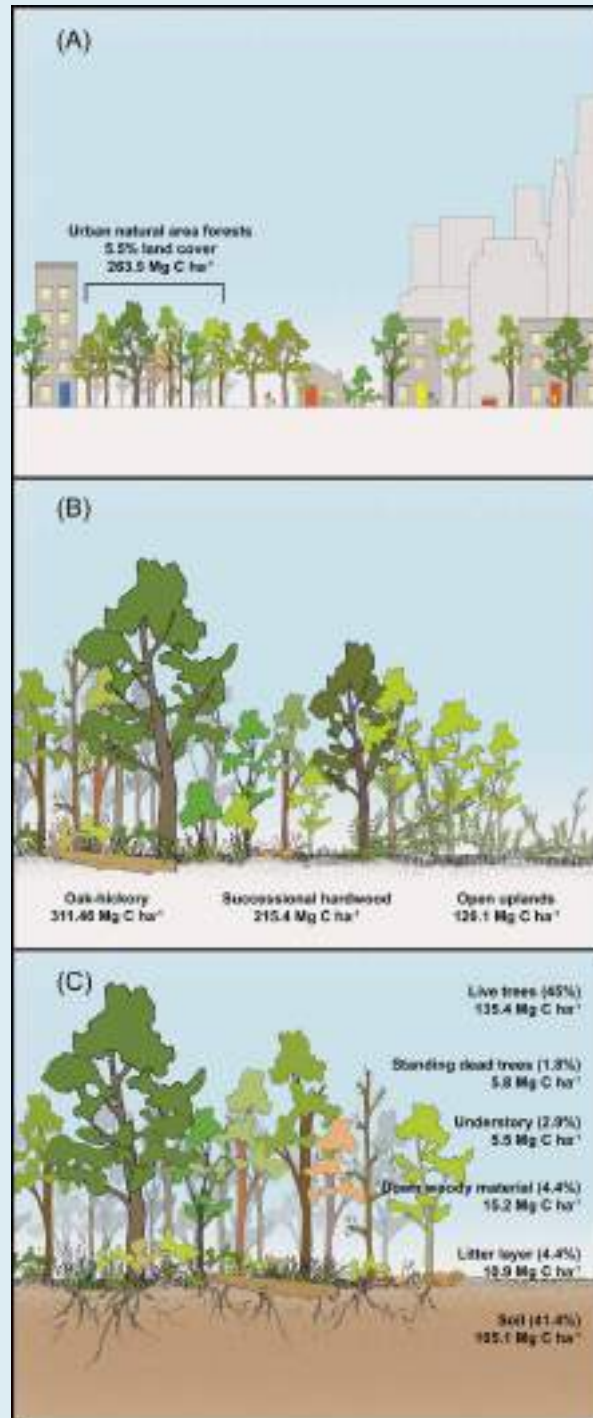 (A)
Urban natural area forests
5.5% land cover
263.5 Mg C ha⁻¹
(B)
Oak-hickory
311.46 Mg C ha⁻¹
Successional hardwood
215.4 Mg C ha⁻¹
Open uplands
126.1 Mg C ha⁻¹
(C)
Live trees (45%)
135.4 Mg C ha⁻¹
Standing dead trees (1.8%)
5.8 Mg C ha⁻¹
Understory (2.9%)
5.5 Mg C ha⁻¹
Down woody material (4.4%)
15.2 Mg C ha⁻¹
Litter layer (4.4%)
10.9 Mg C ha⁻¹
Soil (41.4%)
105.1 Mg C ha⁻¹